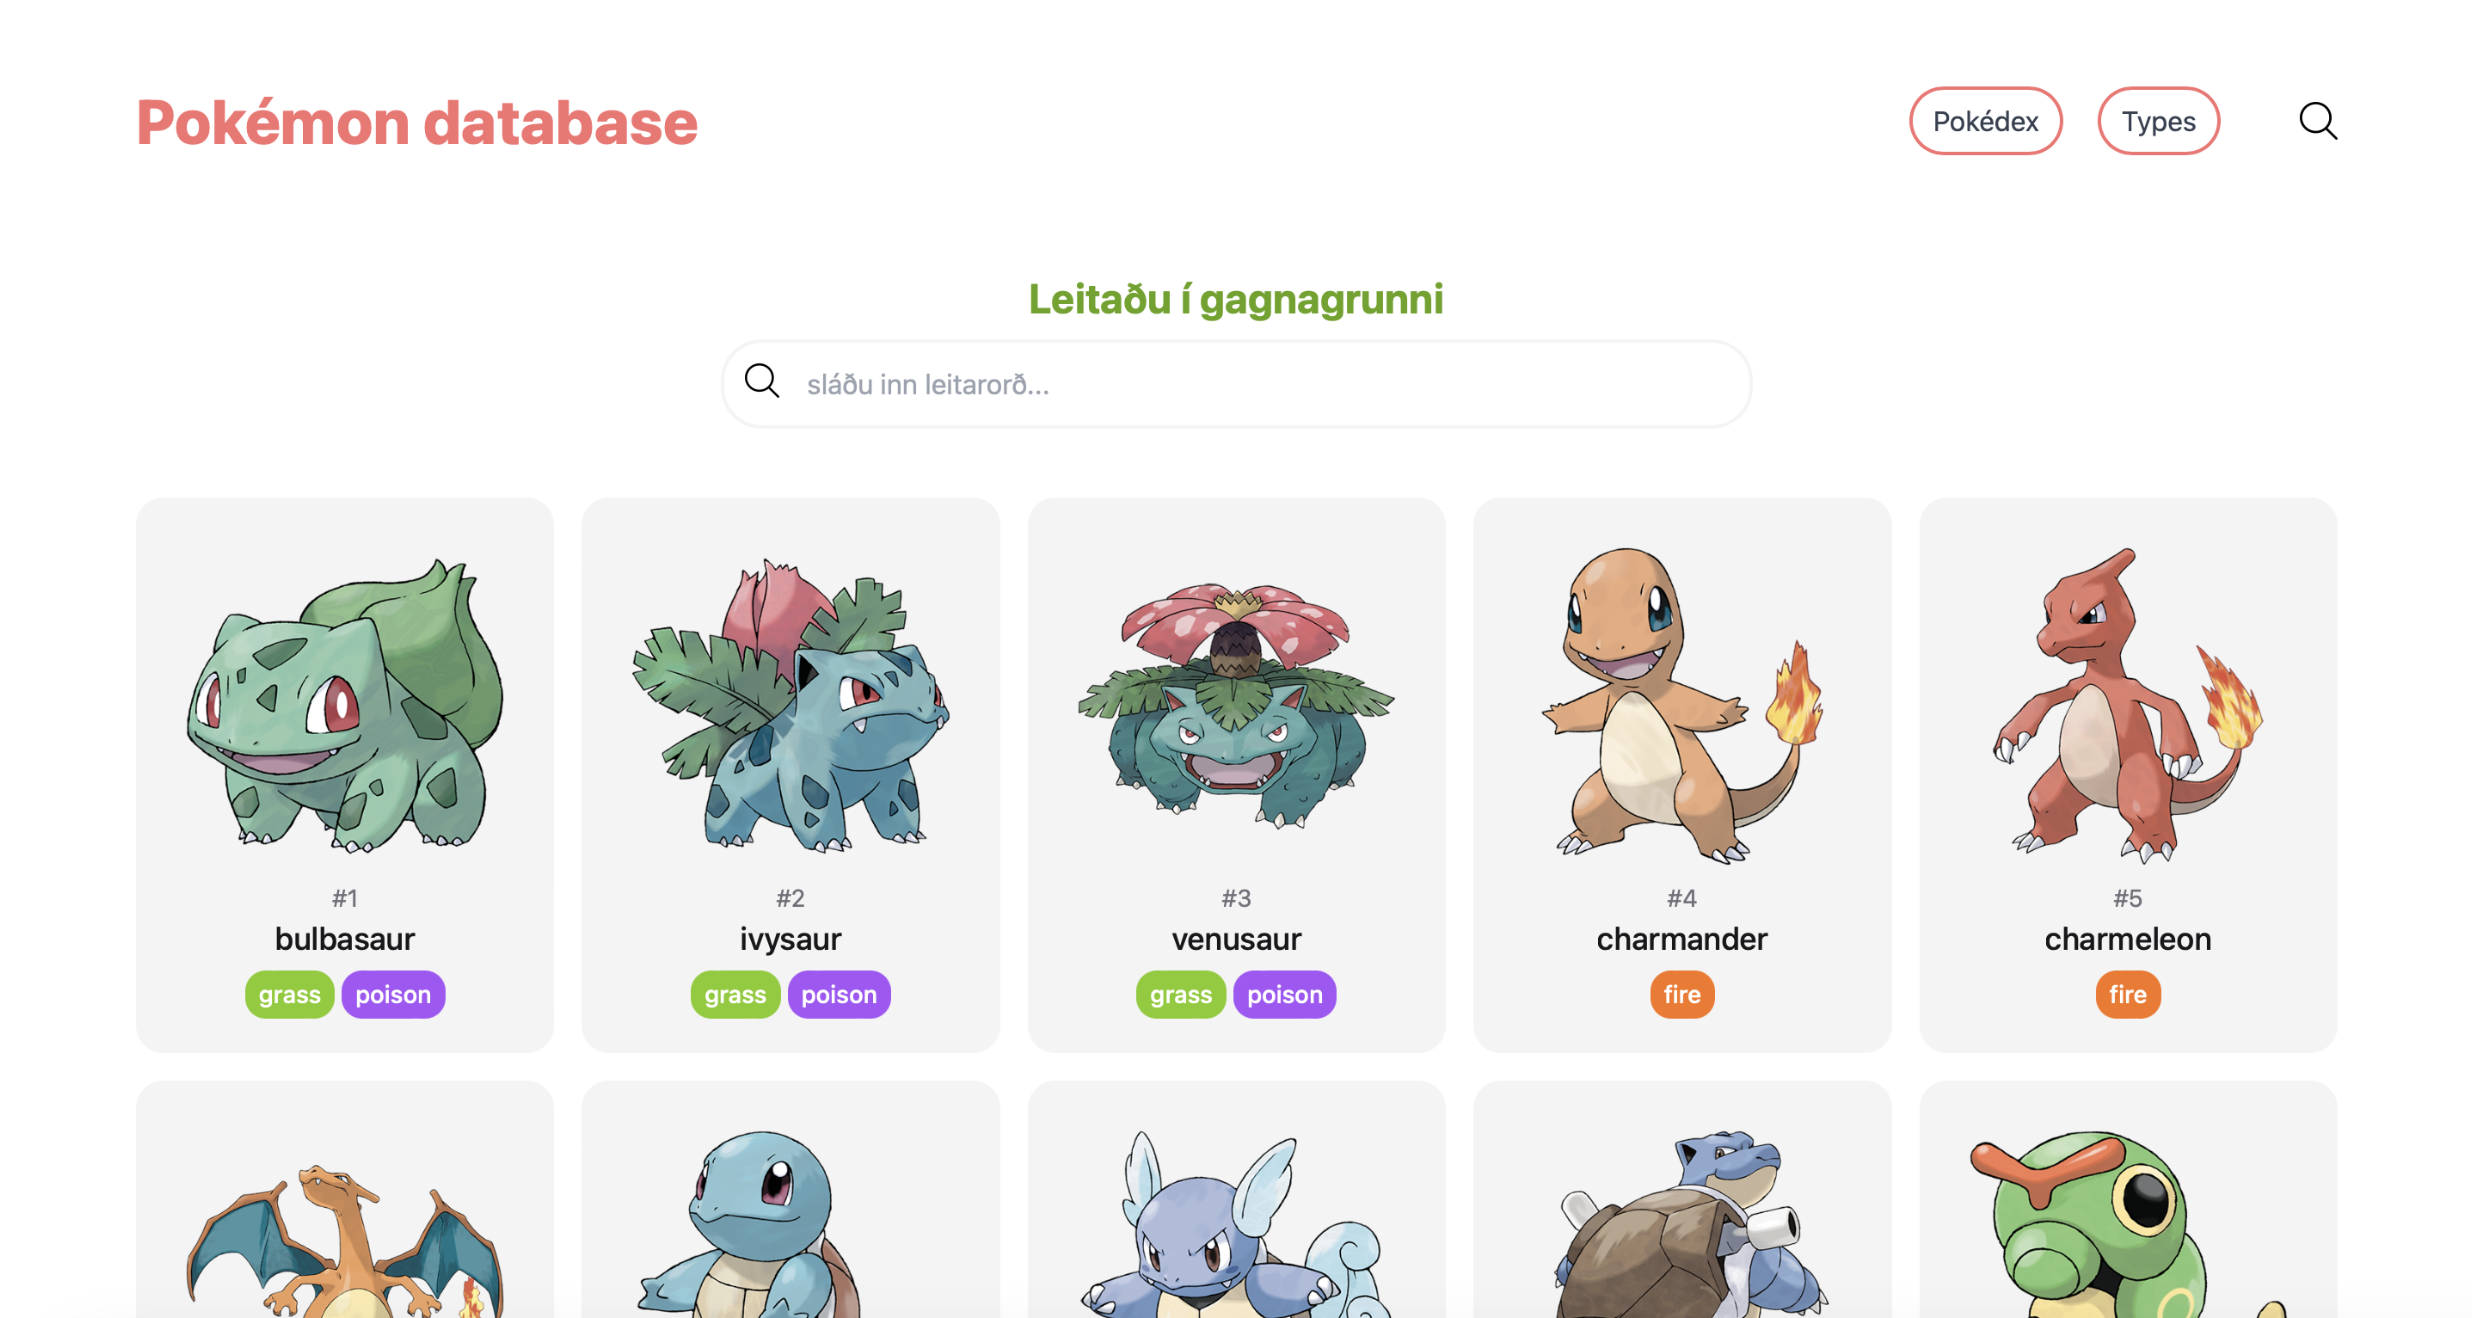 Pokémon database
Pokédex
Types
Leitaðu í gagnagrunni
sláðu inn leitarorð...
#1
bulbasaur
grass poison
#2
ivysaur
grass poison
#3
venusaur
grass poison
#4
charmander
fire
#5
charmeleon
fire